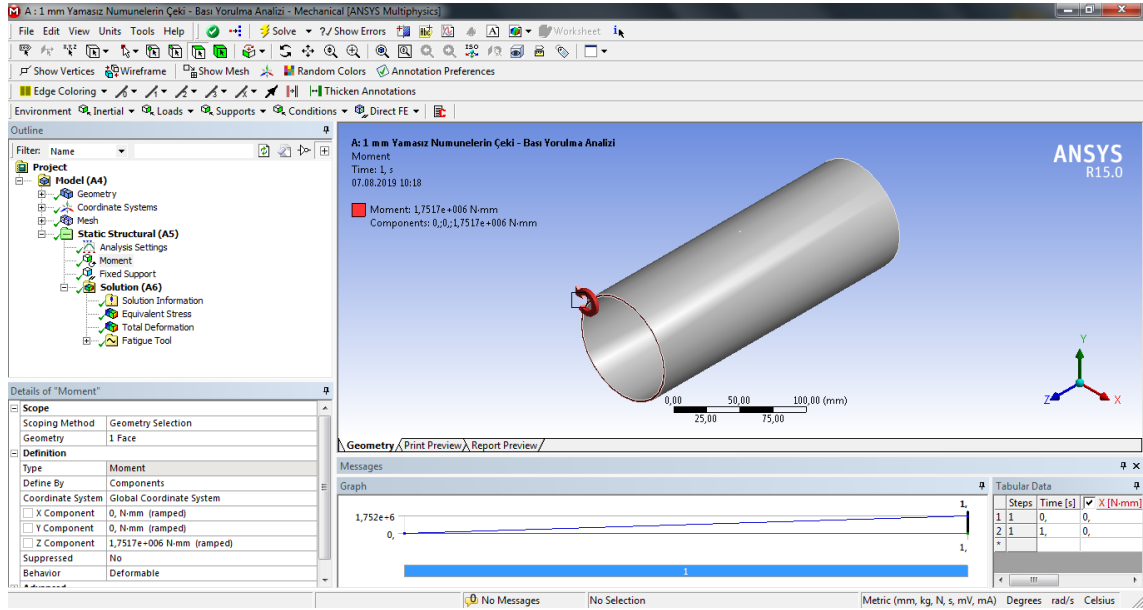 A : 1 mm Yamasız Numunelerin Çeki - Bası Yorulma Analizi - Mechanical [ANSYS Multiphysics]
File Edit View Units Tools Help Solve ?✓ Show Errors Worksheet
Show Vertices Wireframe Show Mesh Random Colors Annotation Preferences
Edge Coloring Thicken Annotations
Environment Inertial Loads Supports Conditions Direct FE
Outline
Filter: Name
Project
Model (A4)
Geometry
Coordinate Systems
Mesh
Static Structural (A5)
Analysis Settings
Moment
Fixed Support
Solution (A6)
Solution Information
Equivalent Stress
Total Deformation
Fatigue Tool
A: 1 mm Yamasız Numunelerin Çeki - Bası Yorulma Analizi
Moment
Time: 1, s
07.08.2019 10:18
Moment: 1,7517e+006 N·mm
Components: 0,;0,;1,7517e+006 N·mm
ANSYS
R15.0
Y
Z X
0,00 50,00 100,00 (mm)
25,00 75,00
Geometry Print Preview Report Preview
Details of "Moment"
Scope
Scoping Method Geometry Selection
Geometry 1 Face
Definition
Type Moment
Define By Components
Coordinate System Global Coordinate System
X Component 0, N·mm (ramped)
Y Component 0, N·mm (ramped)
Z Component 1,7517e+006 N·mm (ramped)
Suppressed No
Behavior Deformable
Messages
Graph
1,
1,752e+6
0,
1,
1
Tabular Data
Steps Time [s] X [N·mm]
1 1 0, 0,
2 1 1, 0,
*
No Messages No Selection Metric (mm, kg, N, s, mV, mA) Degrees rad/s Celsius